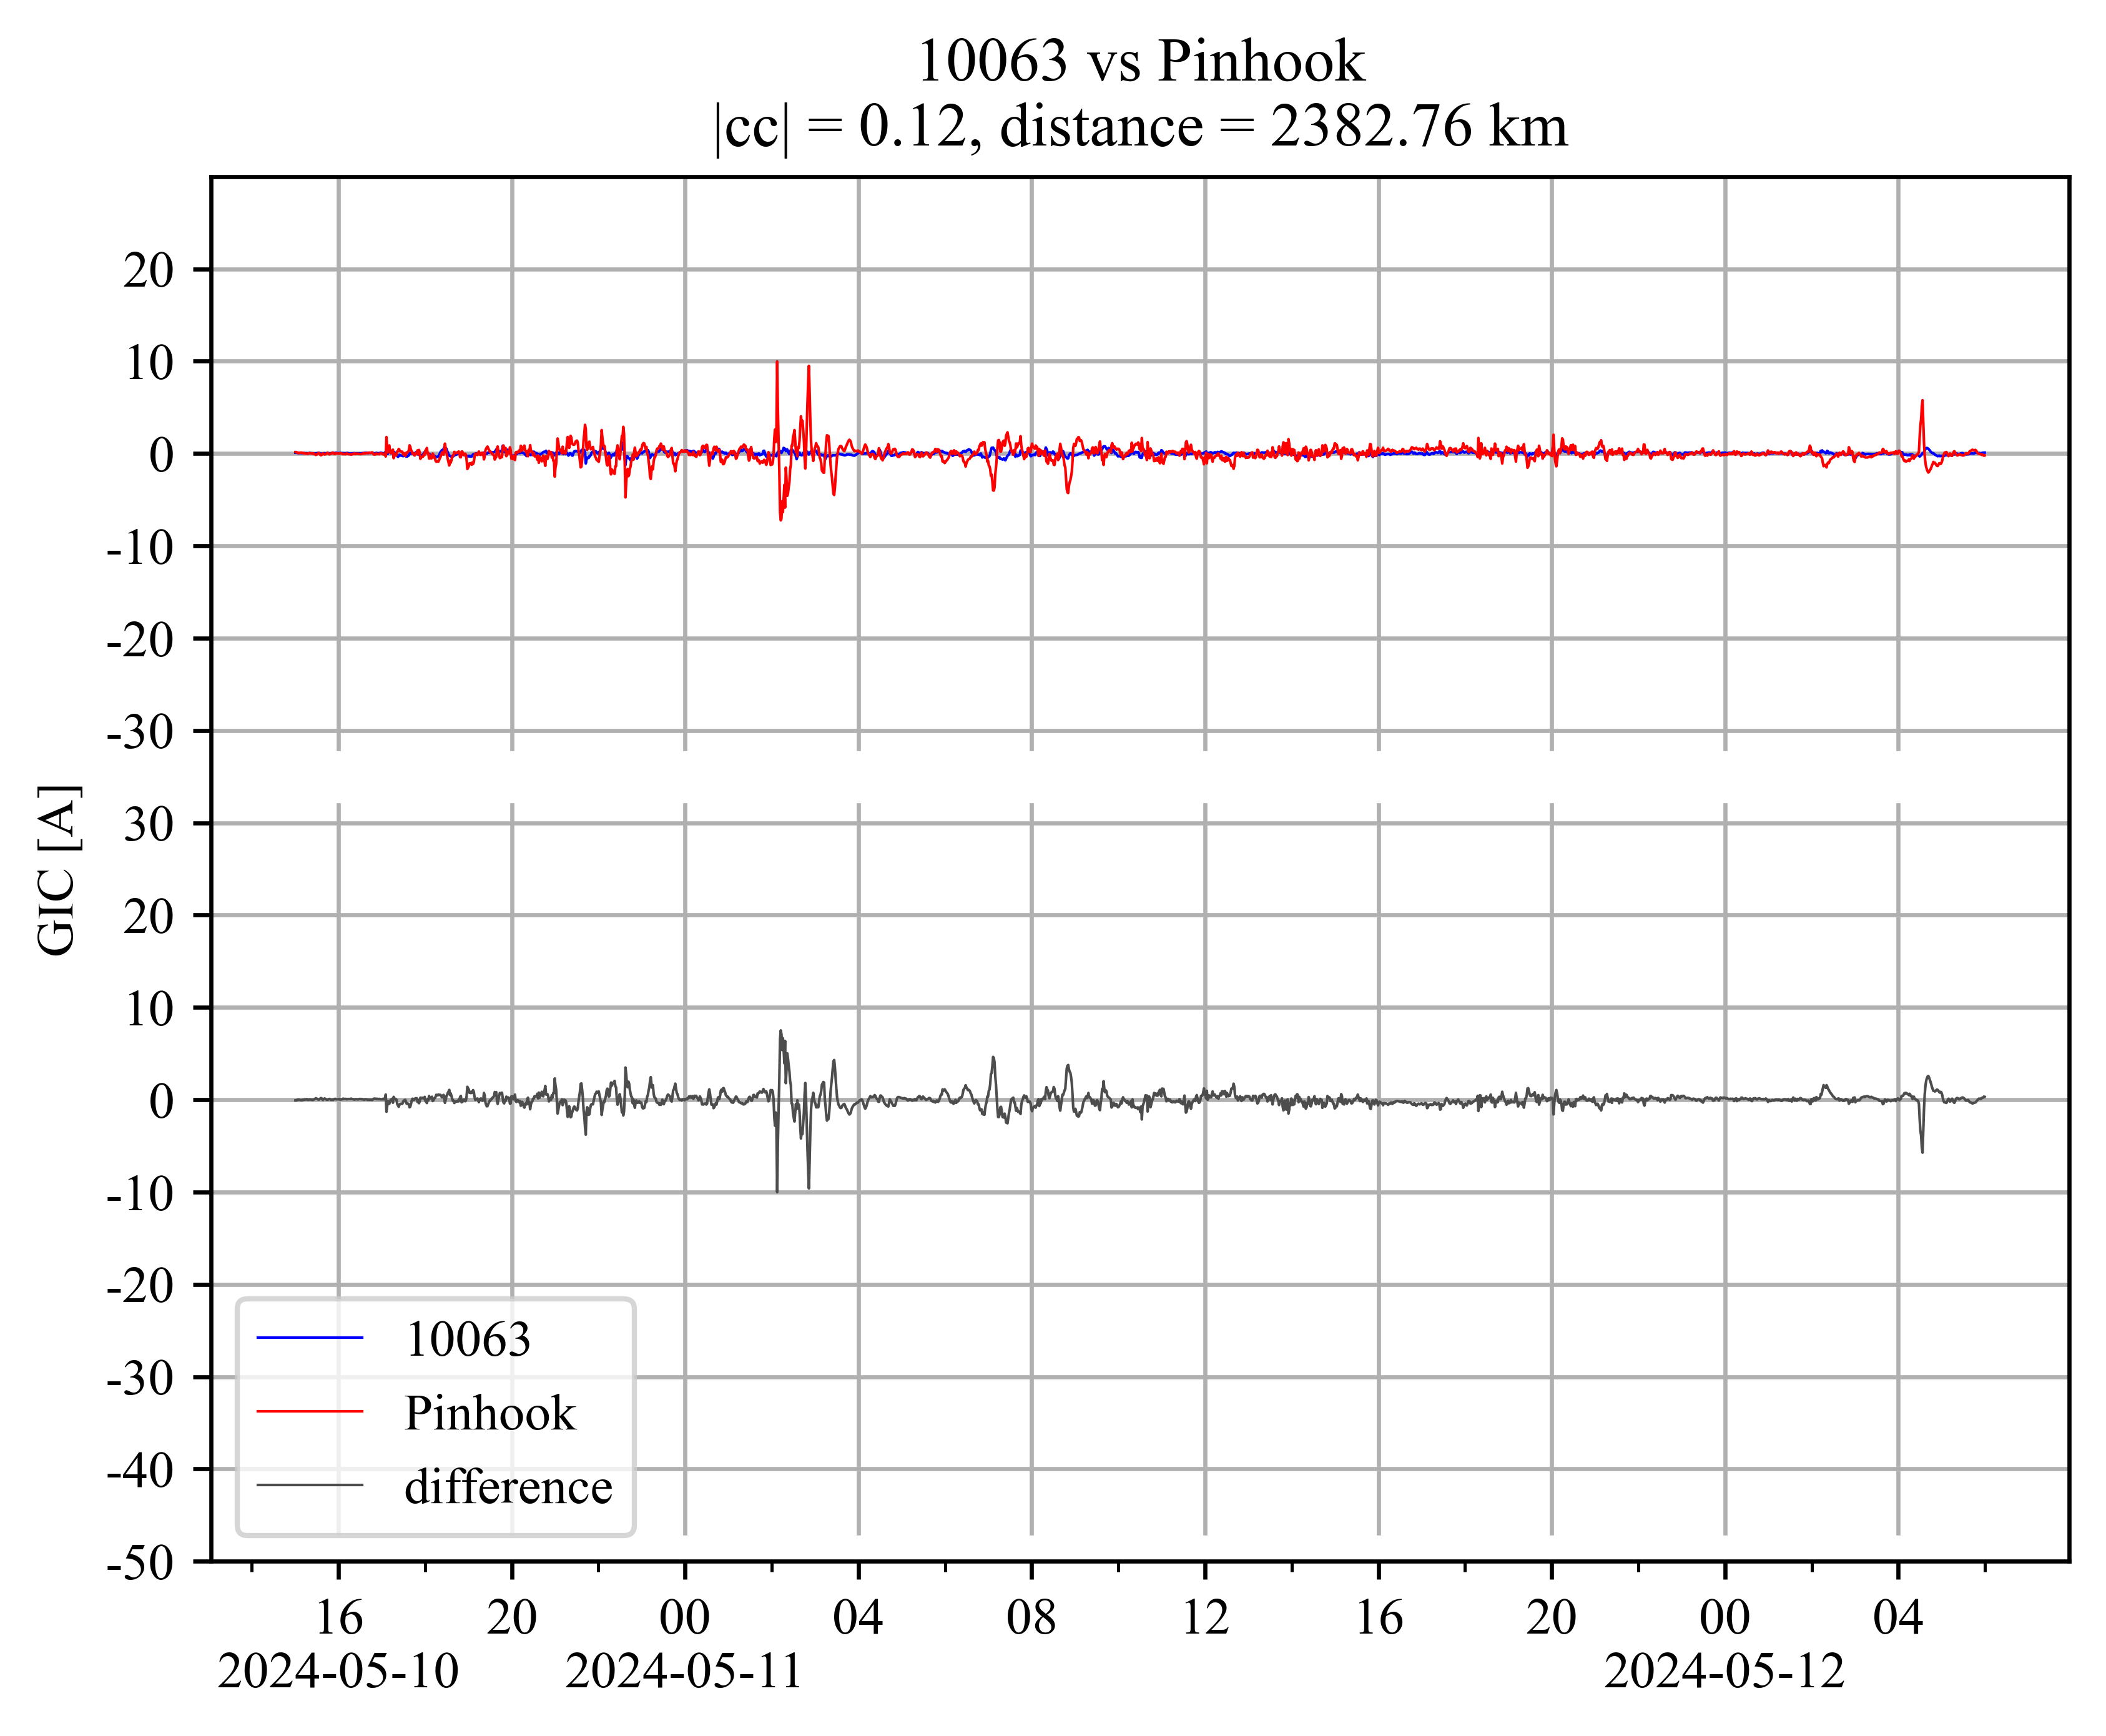 10063 vs Pinhook
|cc| = 0.12, distance = 2382.76 km
GIC [A]
20
10
0
-10
-20
-30
30
20
10
0
-10
-20
-30
-40
-50
10063
Pinhook
difference
16 20 00 04 08 12 16 20 00 04
2024-05-10 2024-05-11 2024-05-12